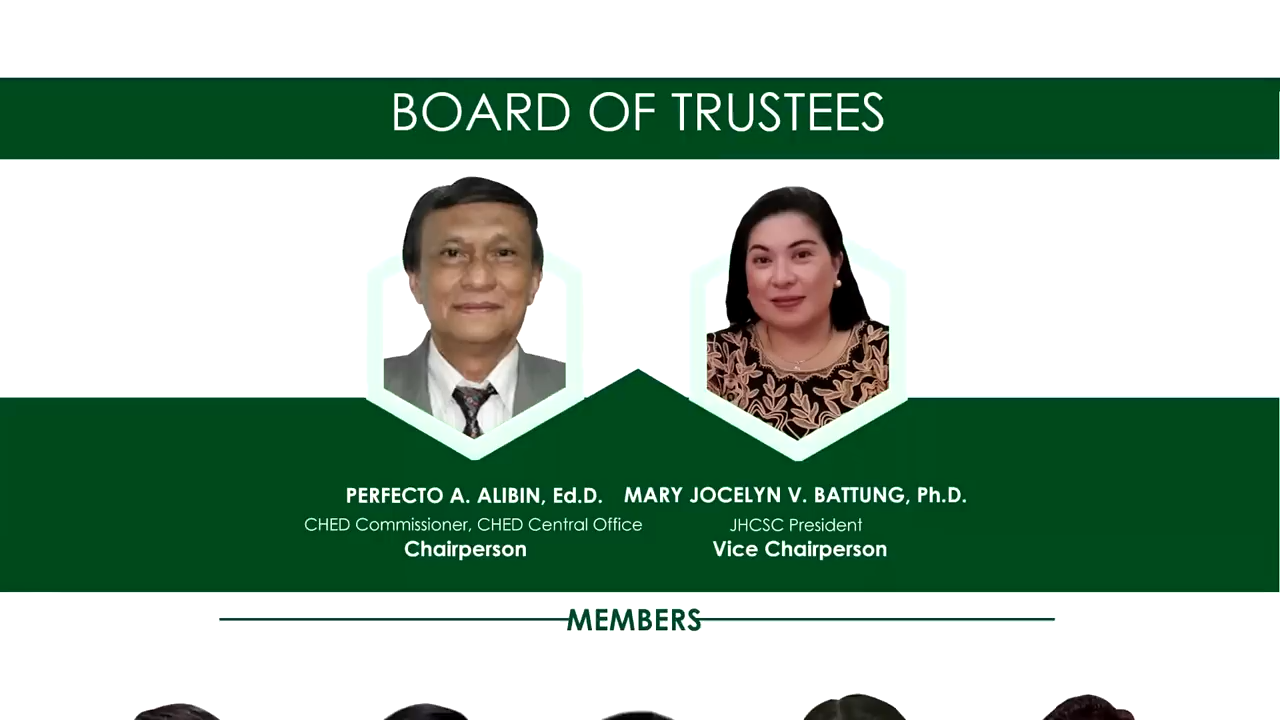 BOARD OF TRUSTEES
PERFECTO A. ALIBIN, Ed.D.
CHED Commissioner, CHED Central Office
Chairperson
MARY JOCELYN V. BATTUNG, Ph.D.
JHCSC President
Vice Chairperson
MEMBERS